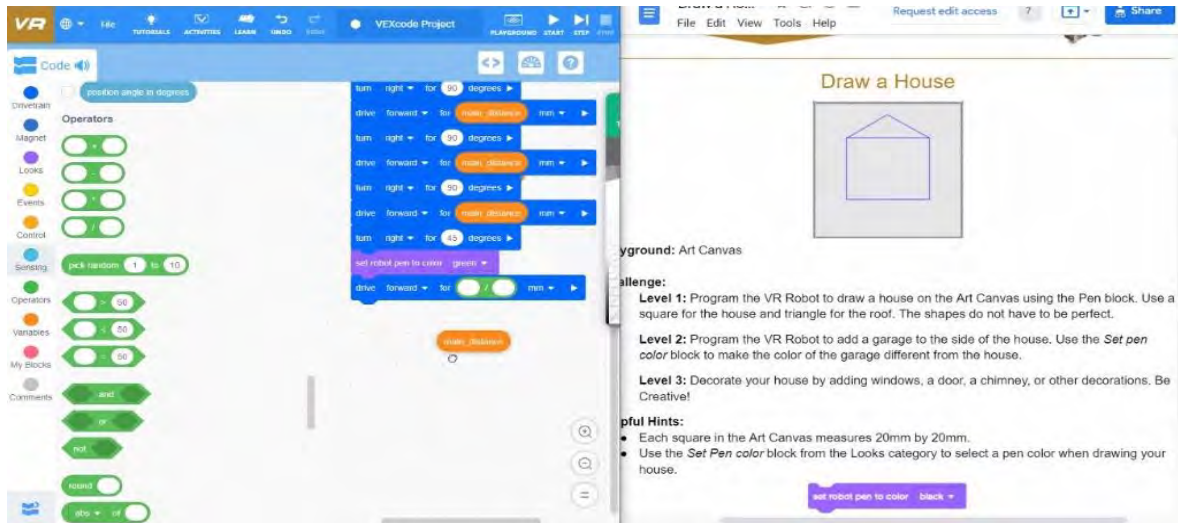 VR
File
TUTORIALS
ACTIVITIES
LEARN
UNDO
VEXcode Project
PLAYGROUND
START
STEP
Code
position angle in degrees
Drivetrain
Magnet
Looks
Events
Control
Sensing
Operators
Variables
My Blocks
Comments
Operators
+
-
*
/
pick random 1 to 10
> 50
< 50
= 50
and
or
not
round
abs of
turn right for 90 degrees
drive forward for main_distance mm
turn right for 90 degrees
drive forward for main_distance mm
turn right for 90 degrees
drive forward for main_distance mm
turn right for 45 degrees
set robot pen to color green
drive forward for / mm
main_distance
File Edit View Tools Help
Request edit access
?
Share
Draw a House
yground: Art Canvas
allenge:
Level 1: Program the VR Robot to draw a house on the Art Canvas using the Pen block. Use a
square for the house and triangle for the roof. The shapes do not have to be perfect.
Level 2: Program the VR Robot to add a garage to the side of the house. Use the Set pen
color block to make the color of the garage different from the house.
Level 3: Decorate your house by adding windows, a door, a chimney, or other decorations. Be
Creative!
pful Hints:
• Each square in the Art Canvas measures 20mm by 20mm.
• Use the Set Pen color block from the Looks category to select a pen color when drawing your
house.
set robot pen to color black